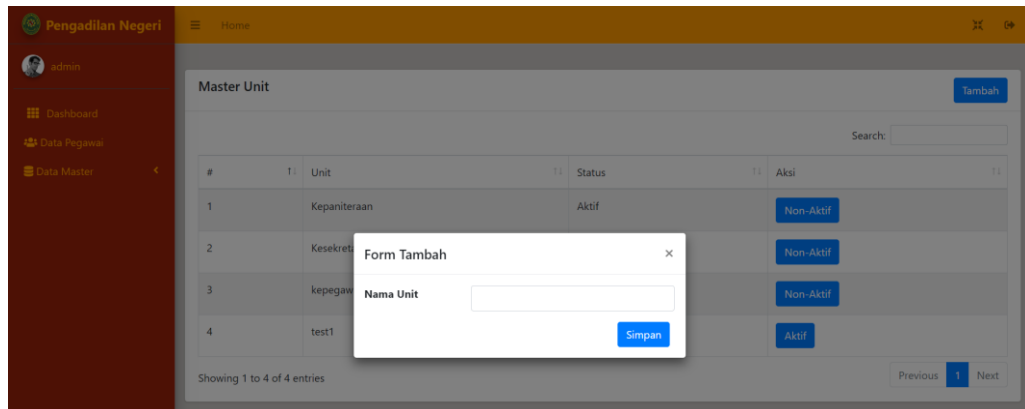 Pengadilan Negeri
Home
admin
Dashboard
Data Pegawai
Data Master
Master Unit
Tambah
Search:
# Unit Status Aksi
1 Kepaniteraan Aktif Non-Aktif
2 Kesekreta Non-Aktif
3 kepegaw Non-Aktif
4 test1 Aktif
Form Tambah ×
Nama Unit
Simpan
Showing 1 to 4 of 4 entries
Previous 1 Next